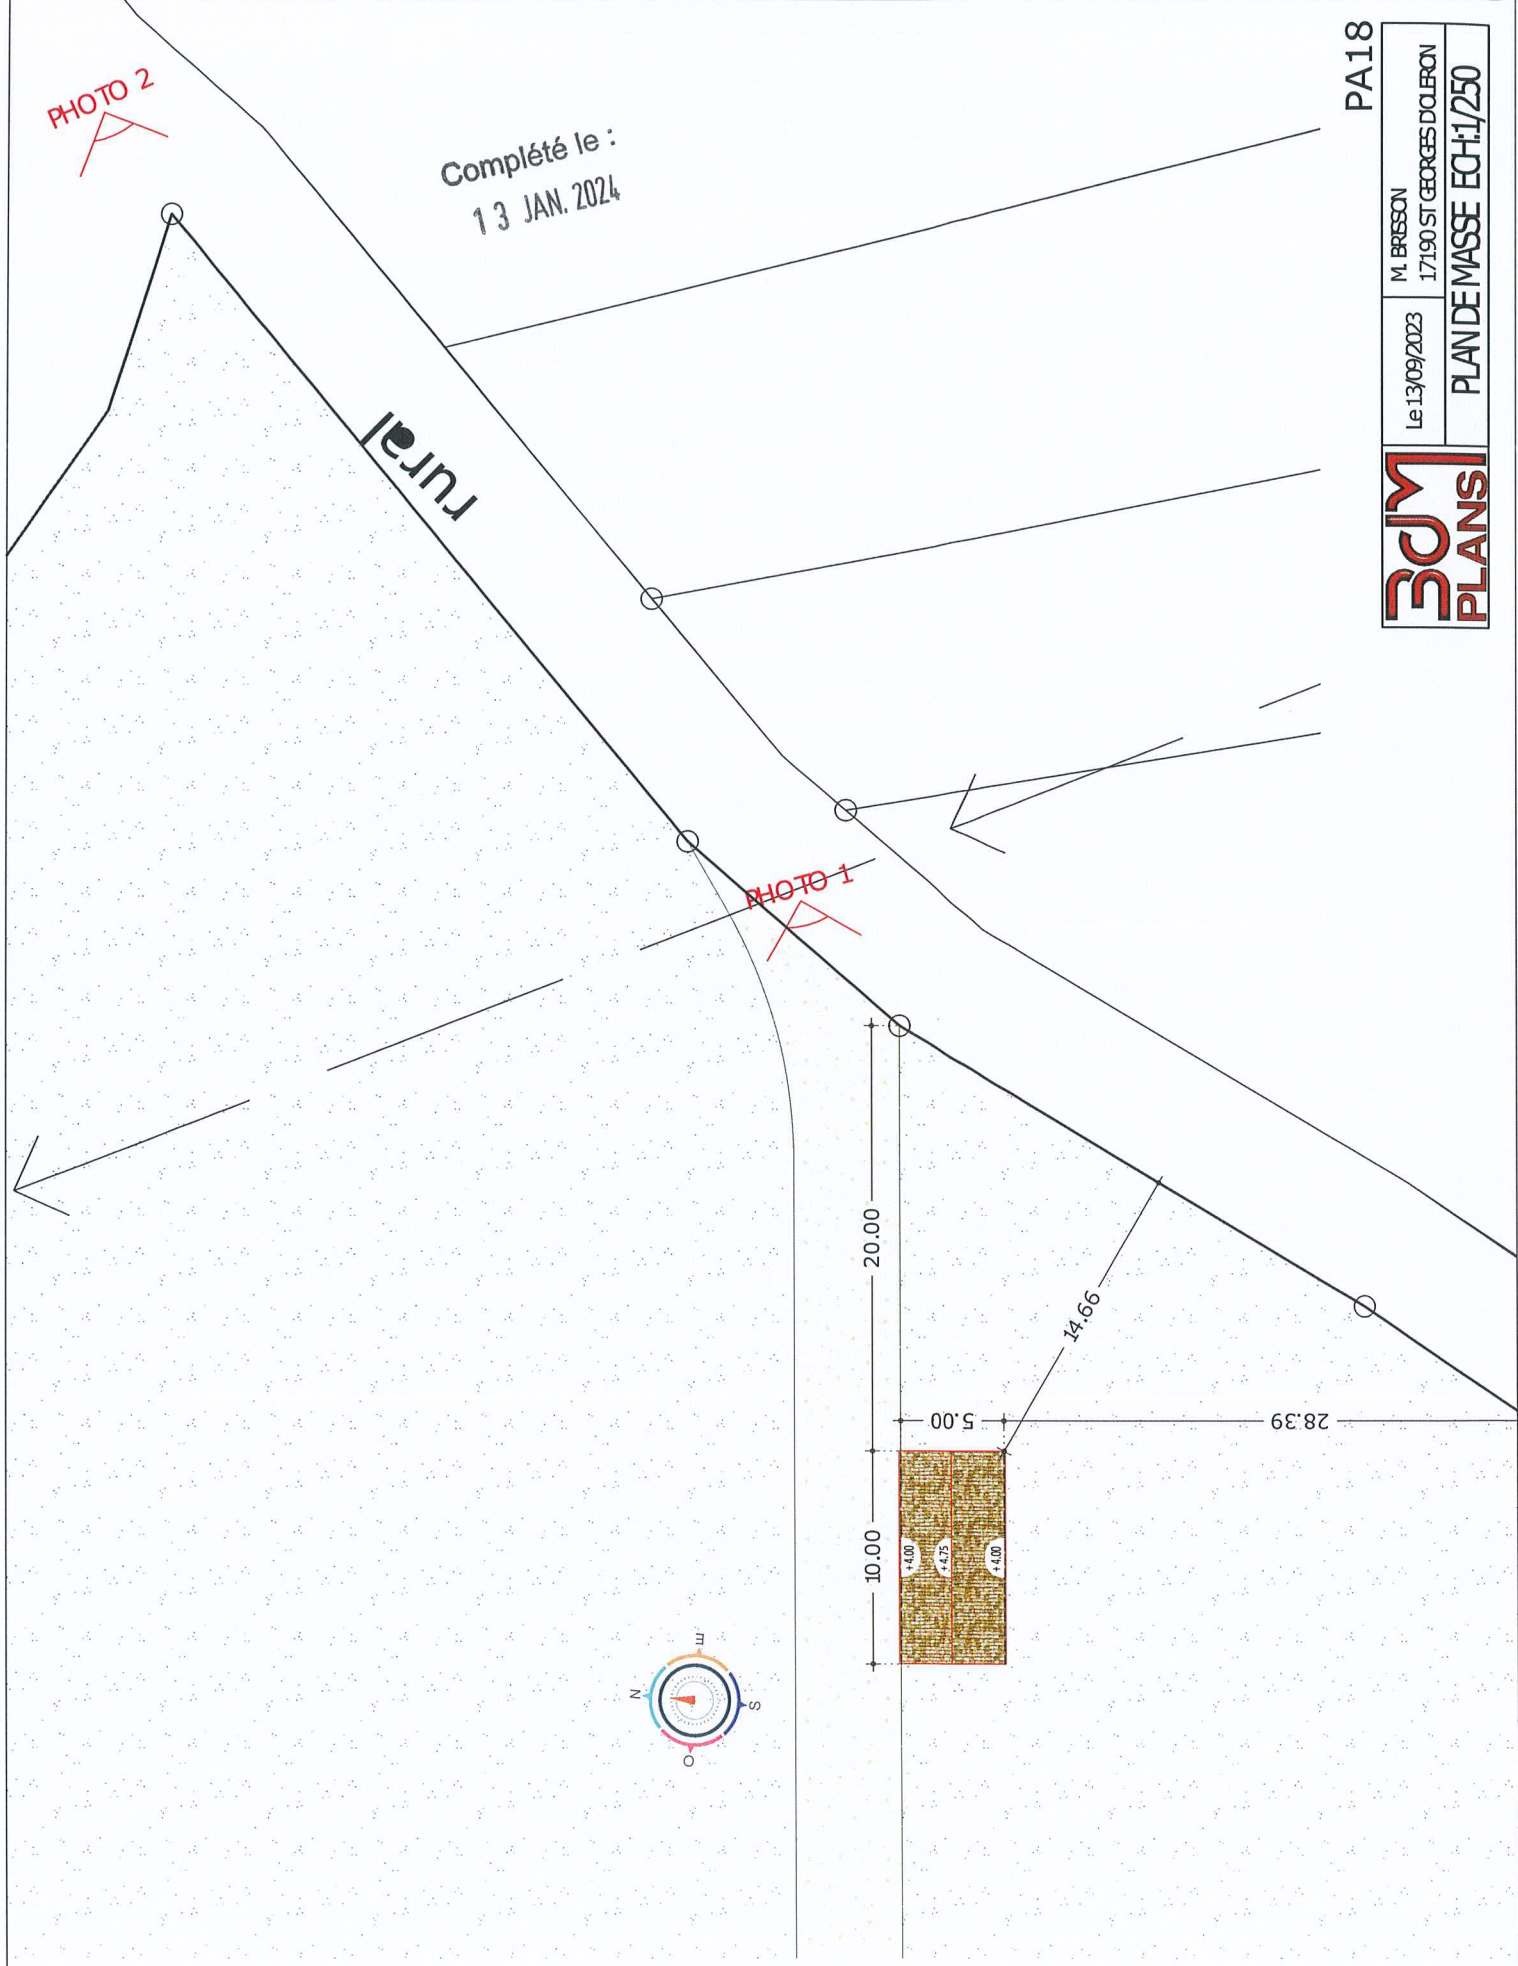 PHOTO 2
Complété le :
13 JAN. 2024
rural
PHOTO 1
20.00
14.66
5.00
28.39
10.00
+4.00
+4.75
+4.00
N
E
S
O
PA18
3dM
PLANS
Le 13/09/2023
M. BRISSON
17190 ST GEORGES D OLERON
PLAN DE MASSE ECH:1/250